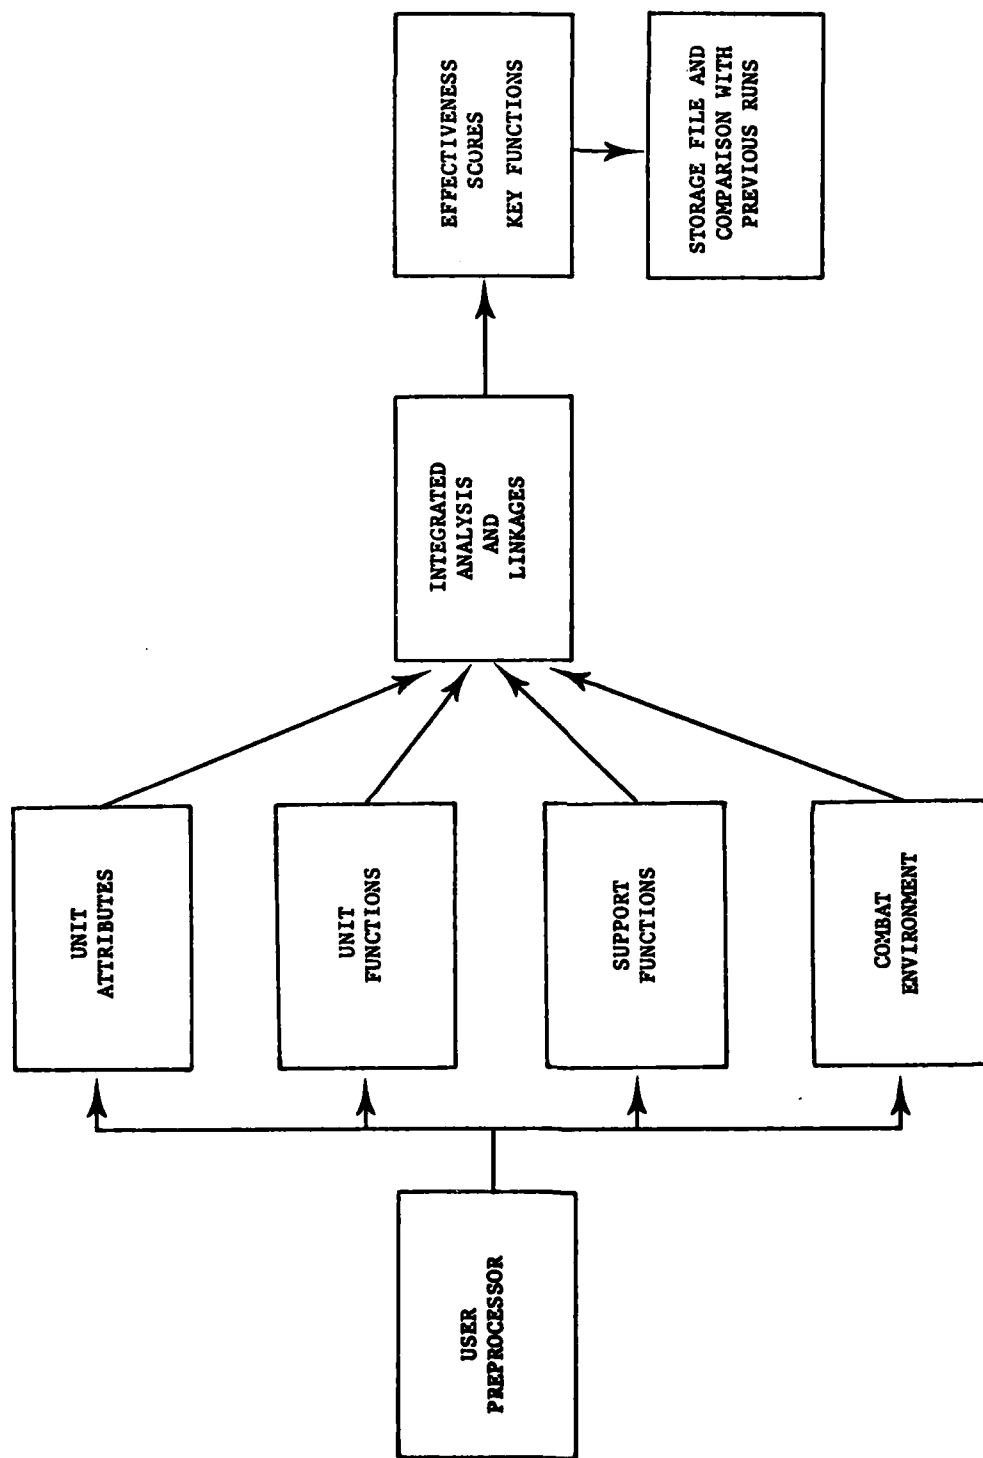 USER
PREPROCESSOR
UNIT
ATTRIBUTES
UNIT
FUNCTIONS
SUPPORT
FUNCTIONS
COMBAT
ENVIRONMENT
INTEGRATED
ANALYSIS
AND
LINKAGES
EFFECTIVENESS
SCORES
KEY FUNCTIONS
STORAGE FILE AND
COMPARISON WITH
PREVIOUS RUNS